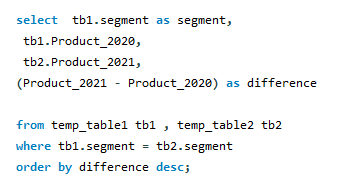 select  tb1.segment as segment,
tb1.Product_2020,
tb2.Product_2021,
(Product_2021 - Product_2020) as difference
from temp_table1 tb1 , temp_table2 tb2
where tb1.segment = tb2.segment
order by difference desc;